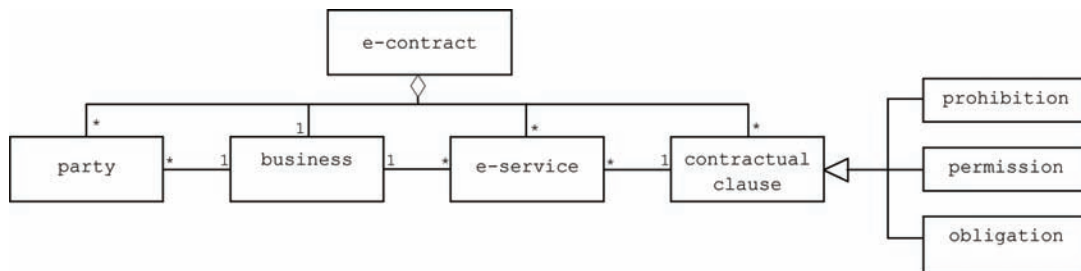 e-contract
prohibition
* 1 * *
party * 1 business 1 * e-service * 1 contractual
clause
permission
obligation